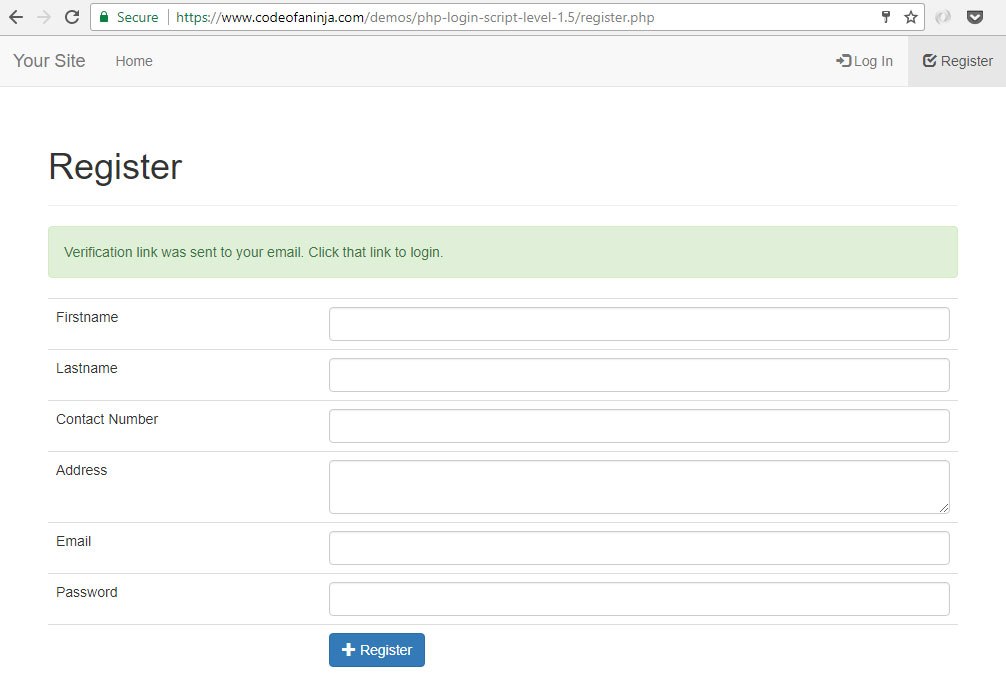 Secure https://www.codeofaninja.com/demos/php-login-script-level-1.5/register.php
Your Site Home Log In Register
Register
Verification link was sent to your email. Click that link to login.
Firstname
Lastname
Contact Number
Address
Email
Password
Register